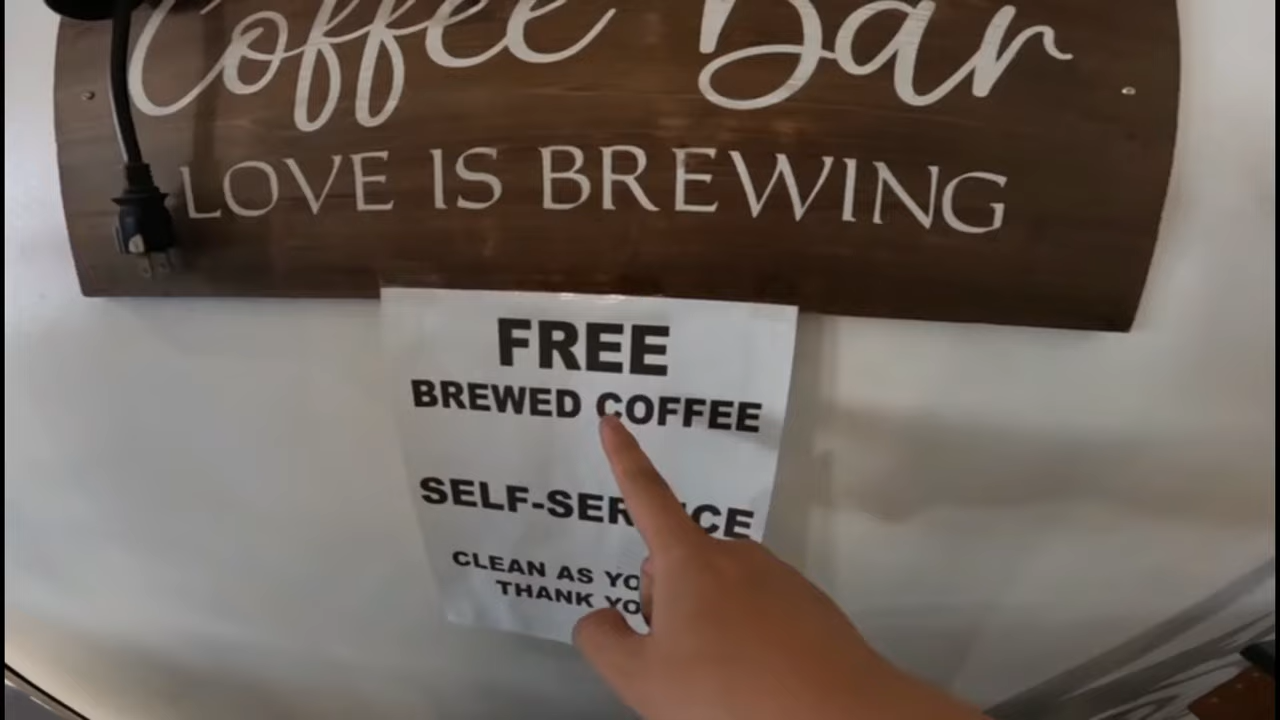 Coffee Bar
LOVE IS BREWING
FREE
BREWED COFFEE
SELF-SERVICE
CLEAN AS YO
THANK YO